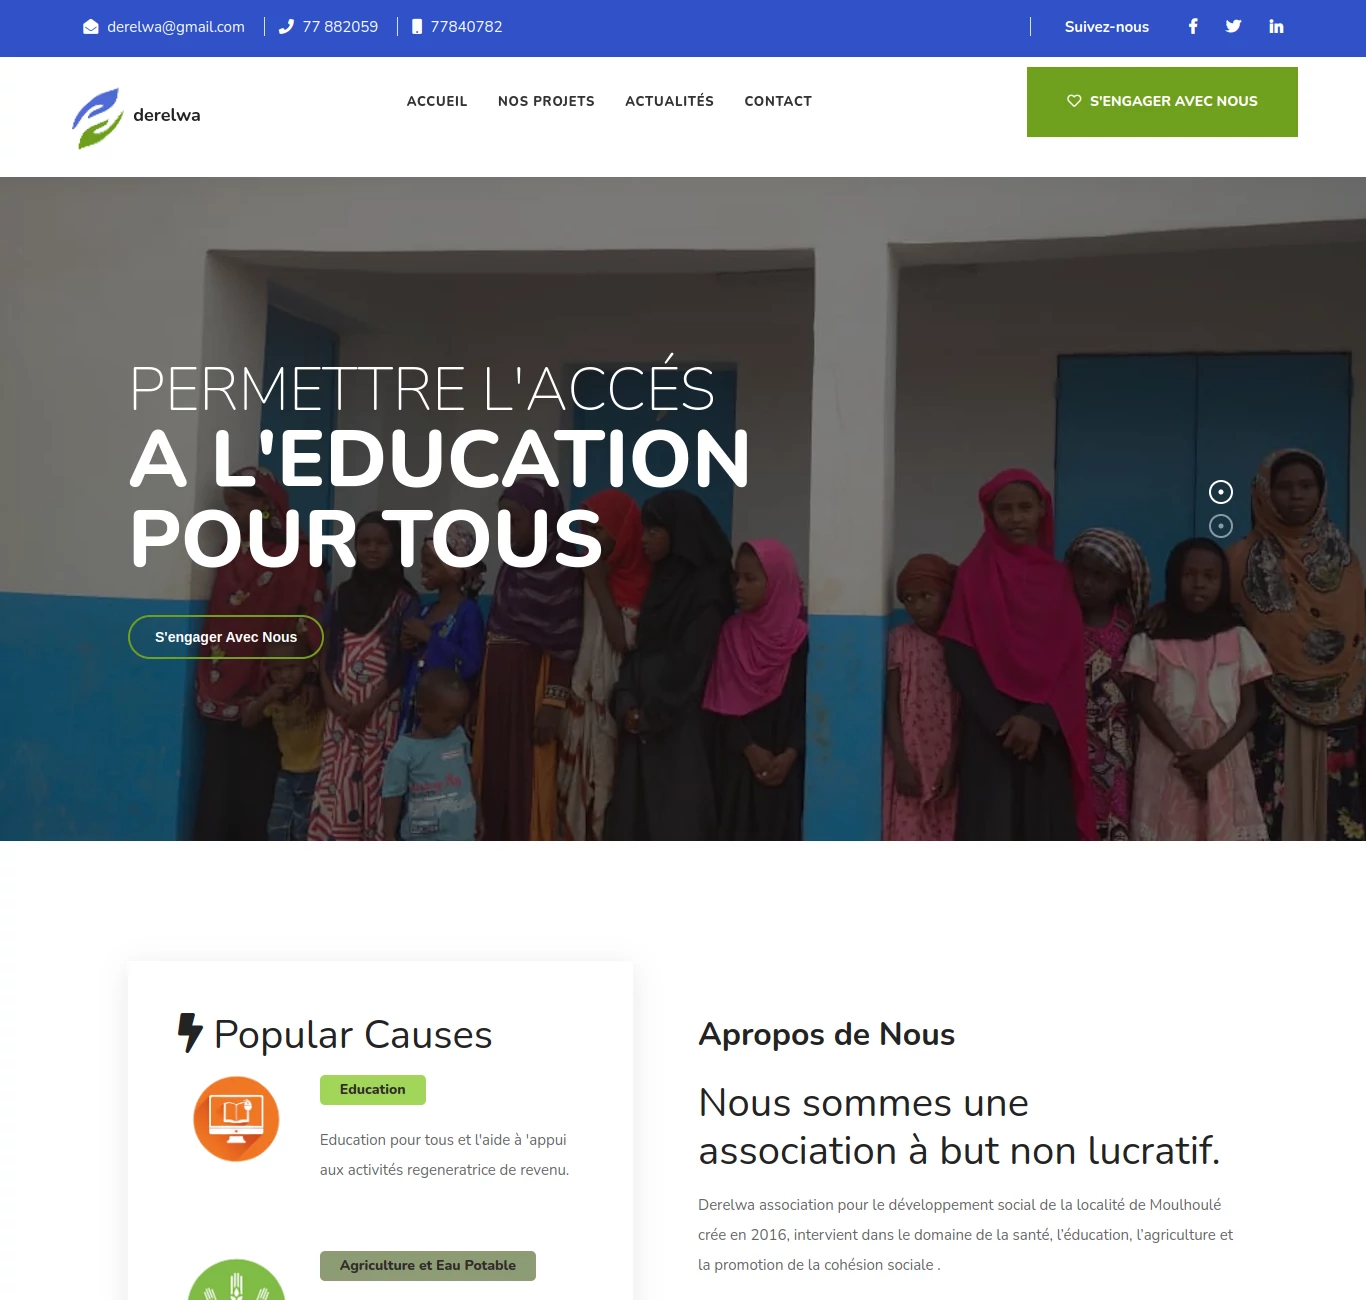 derelwa@gmail.com
77 882059
77840782
Suivez-nous
derelwa
ACCUEIL
NOS PROJETS
ACTUALITÉS
CONTACT
S'ENGAGER AVEC NOUS
PERMETTRE L'ACCÉS
A L'EDUCATION
POUR TOUS
S'engager Avec Nous
Popular Causes
Education
Education pour tous et l'aide à 'appui
aux activités regeneratrice de revenu.
Agriculture et Eau Potable
Apropos de Nous
Nous sommes une
association à but non lucratif.
Derelwa association pour le développement social de la localité de Moulhoulé
crée en 2016, intervient dans le domaine de la santé, l’éducation, l’agriculture et
la promotion de la cohésion sociale .